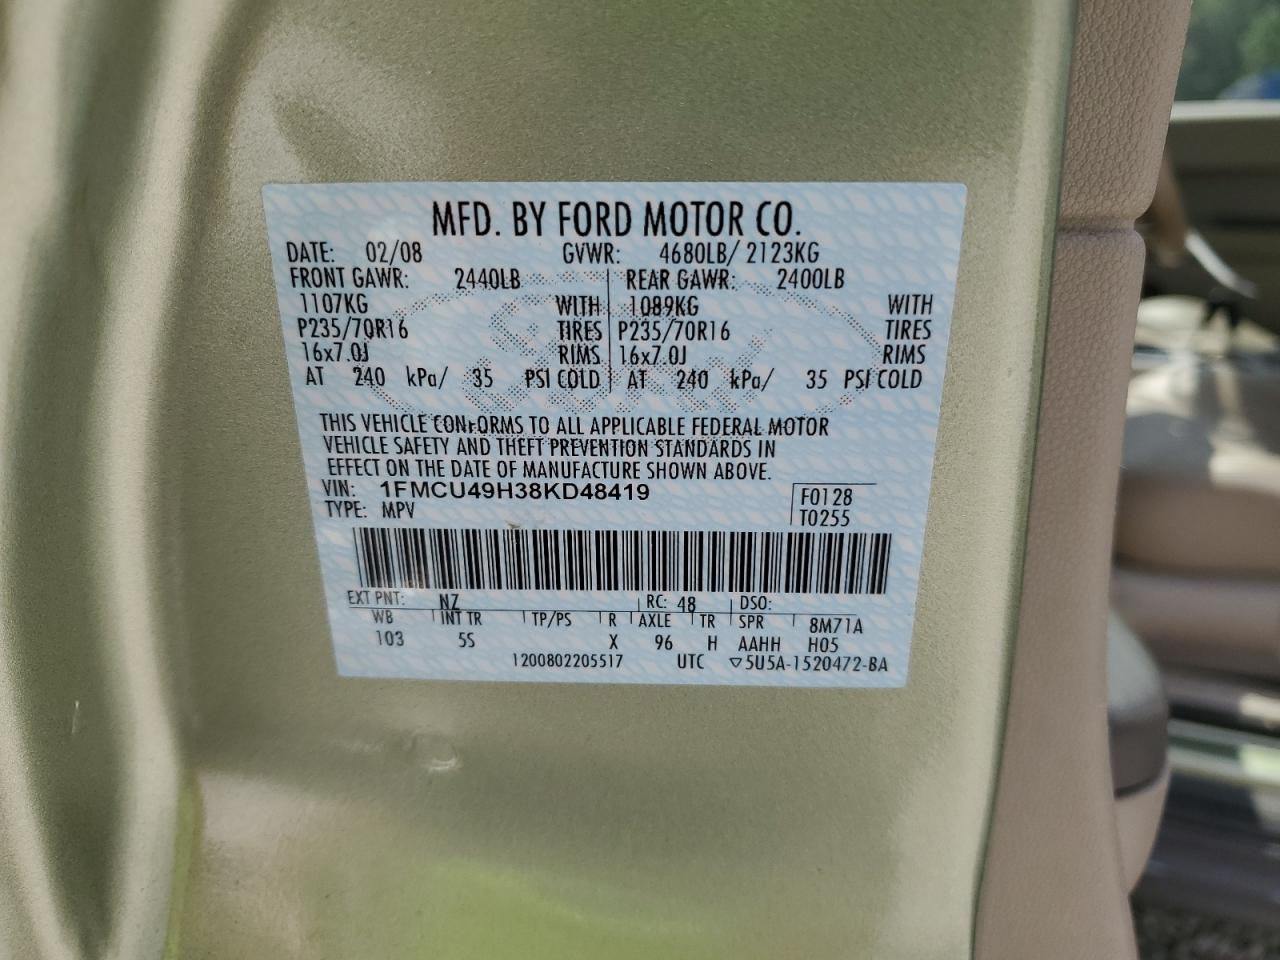 MFD. BY FORD MOTOR CO.
DATE: 02/08 GVWR: 4680LB/ 2123KG
FRONT GAWR: 2440LB REAR GAWR: 2400LB
1107KG WITH 1089KG WITH
P235/70R16 TIRES P235/70R16 TIRES
16x7.0J RIMS 16x7.0J RIMS
AT 240 kPa/ 35 PSI COLD AT 240 kPa/ 35 PSI COLD
THIS VEHICLE CONFORMS TO ALL APPLICABLE FEDERAL MOTOR
VEHICLE SAFETY AND THEFT PREVENTION STANDARDS IN
EFFECT ON THE DATE OF MANUFACTURE SHOWN ABOVE.
VIN: 1FMCU49H38KD48419 F0128
TYPE: MPV T0255
EXT PNT: NZ RC: 48 DSO:
WB INT TR TP/PS R AXLE TR SPR 8M71A
103 5S X 96 H AAHH H05
1200802205517 UTC ▽5U5A-1520472-BA